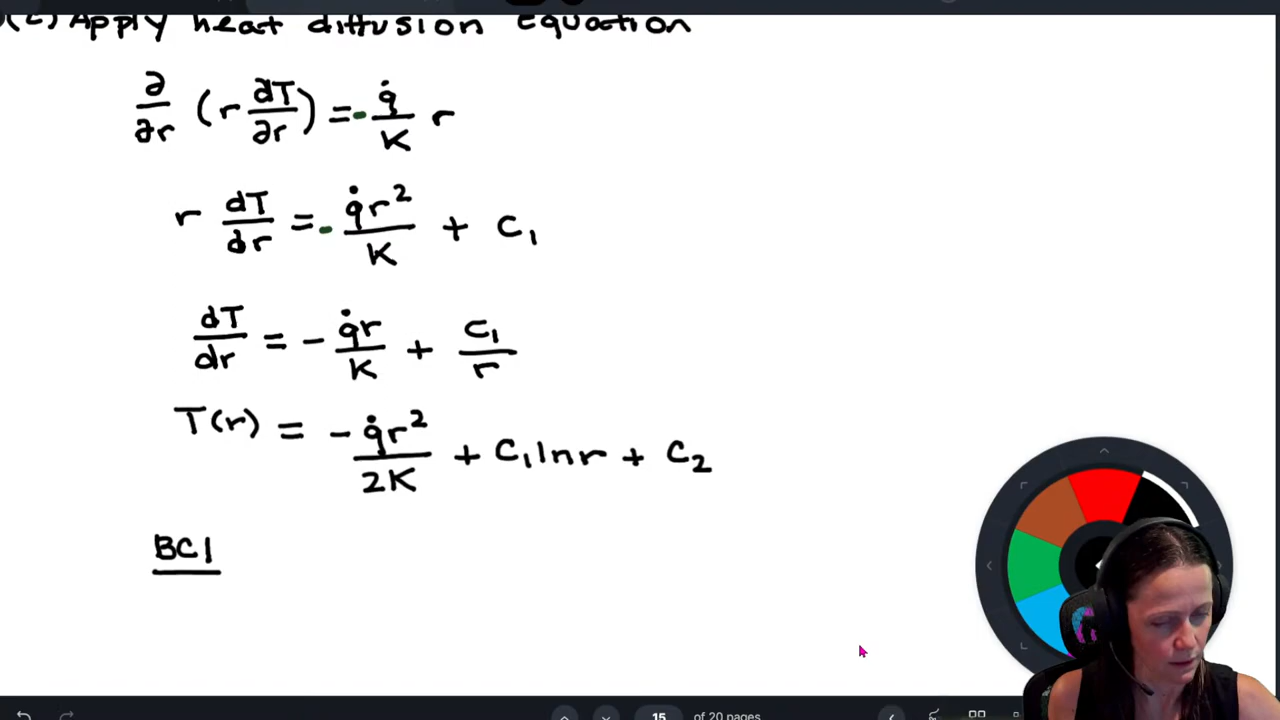 (2) Apply heat diffusion Equation
∂/∂r (r ∂T/∂r) = - q̇/K r
r dT/dr = - q̇r²/K + C₁
dT/dr = - q̇r/K + C₁/r
T(r) = - q̇r²/2K + C₁lnr + C₂
BC1
15 of 20 pages